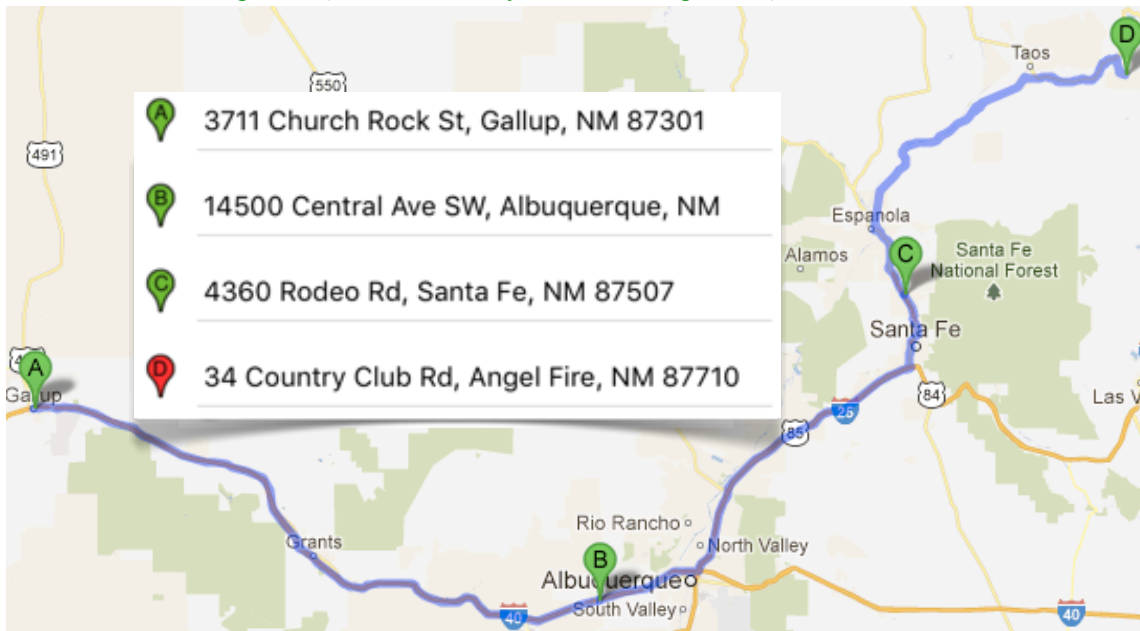 D
Taos
550
A 3711 Church Rock St, Gallup, NM 87301
491
B 14500 Central Ave SW, Albuquerque, NM
Espanola
Alamos
C
Santa Fe
National Forest
C 4360 Rodeo Rd, Santa Fe, NM 87507
Santa Fe
D 34 Country Club Rd, Angel Fire, NM 87710
A
84
Las V
25
85
Rio Rancho
North Valley
Grants
B
Albuquerque
South Valley
40
40